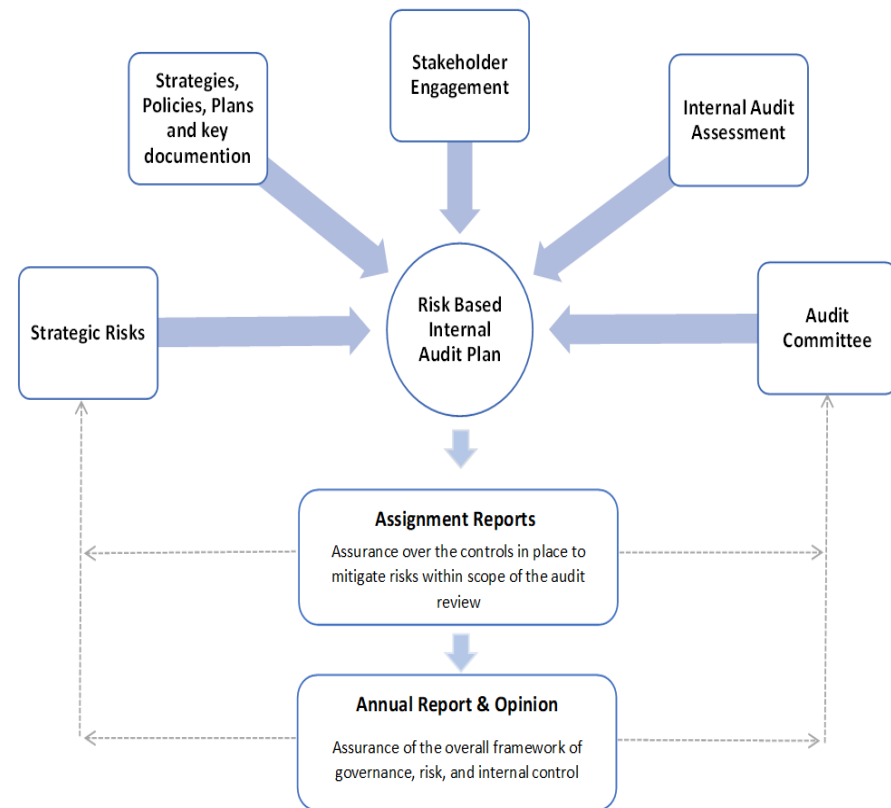 Stakeholder
Engagement
Strategies,
Policies, Plans
and key
documention
Internal Audit
Assessment
Strategic Risks
Risk Based
Internal
Audit Plan
Audit
Committee
Assignment Reports
Assurance over the controls in place to
mitigate risks within scope of the audit
review
Annual Report & Opinion
Assurance of the overall framework of
governance, risk, and internal control